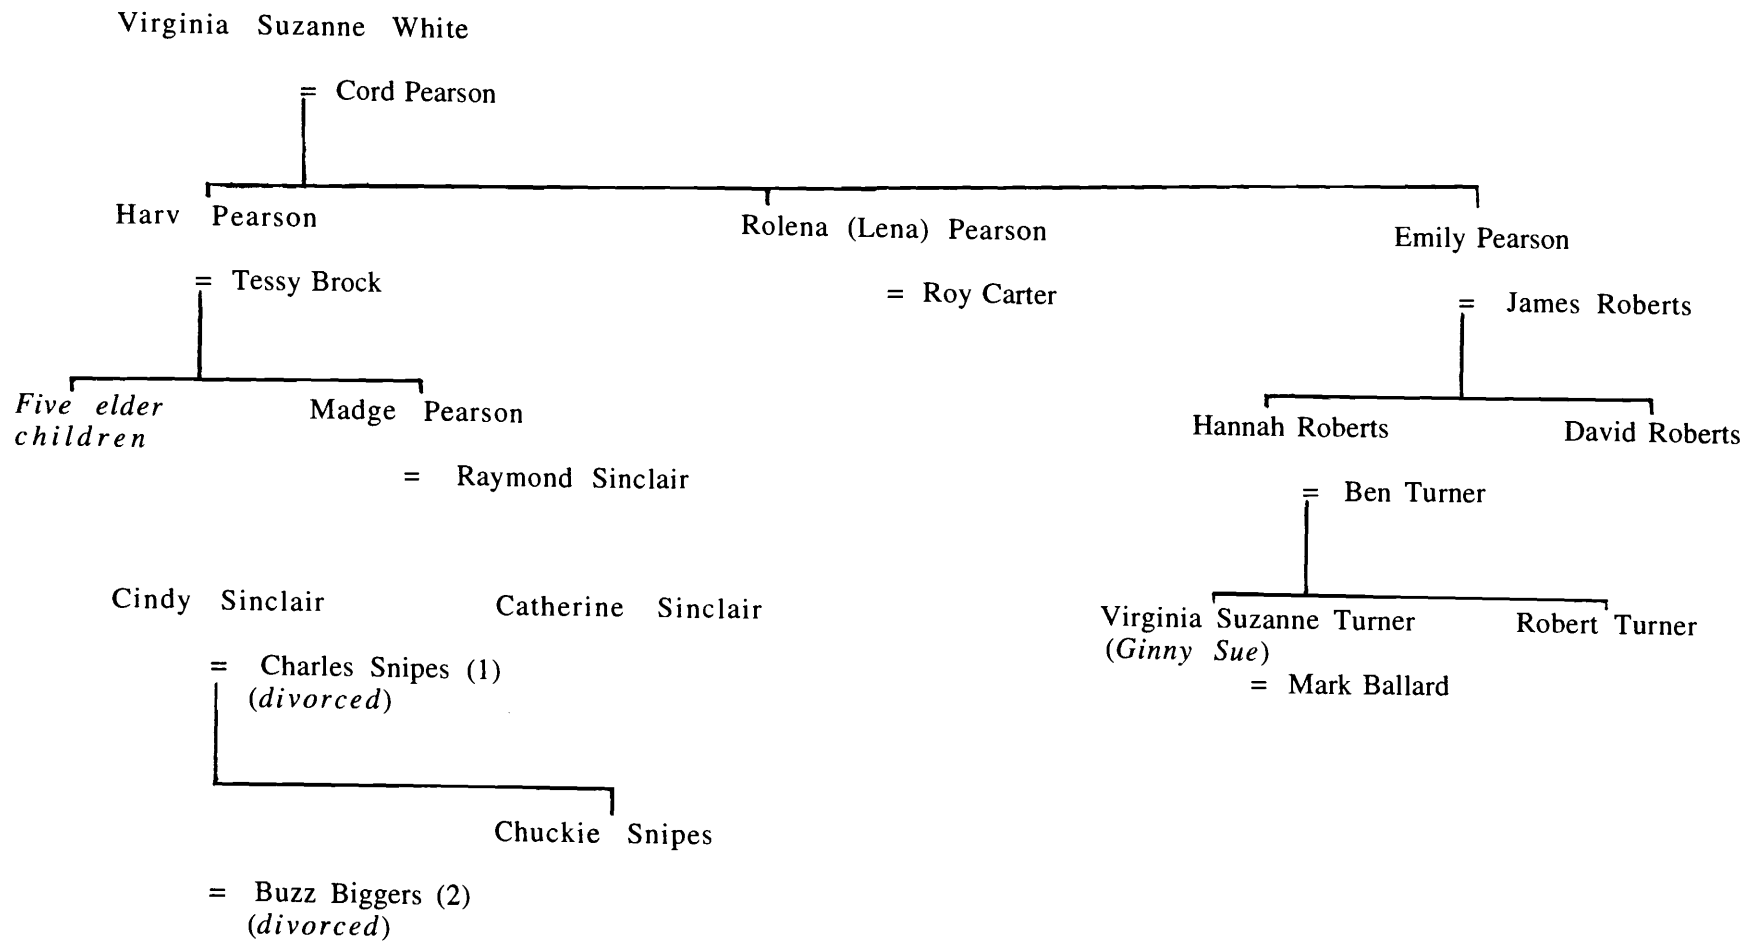 Virginia Suzanne White
= Cord Pearson
Harv Pearson
Rolena (Lena) Pearson
Emily Pearson
= Tessy Brock
= Roy Carter
= James Roberts
Five elder
children
Madge Pearson
Hannah Roberts
David Roberts
= Raymond Sinclair
= Ben Turner
Cindy Sinclair
Catherine Sinclair
Virginia Suzanne Turner
(Ginny Sue)
Robert Turner
= Charles Snipes (1)
(divorced)
= Mark Ballard
Chuckie Snipes
= Buzz Biggers (2)
(divorced)